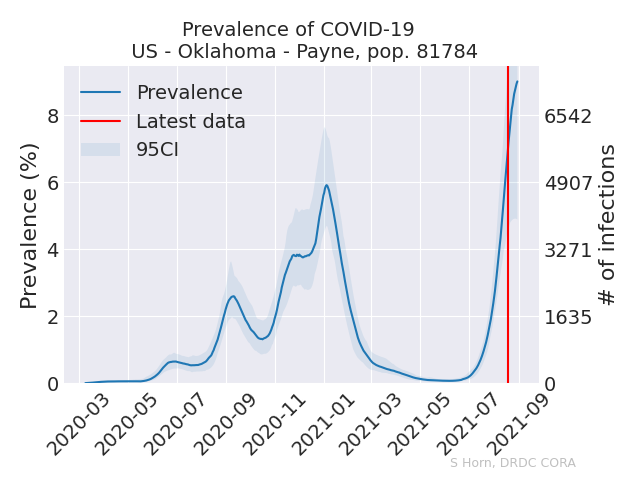 Prevalence of COVID-19
US - Oklahoma - Payne, pop. 81784
Prevalence
Latest data
95CI
Prevalence (%)
8
6
4
2
0
6542
4907
3271
1635
0
# of infections
2020-03
2020-05
2020-07
2020-09
2020-11
2021-01
2021-03
2021-05
2021-07
2021-09
S Horn, DRDC CORA